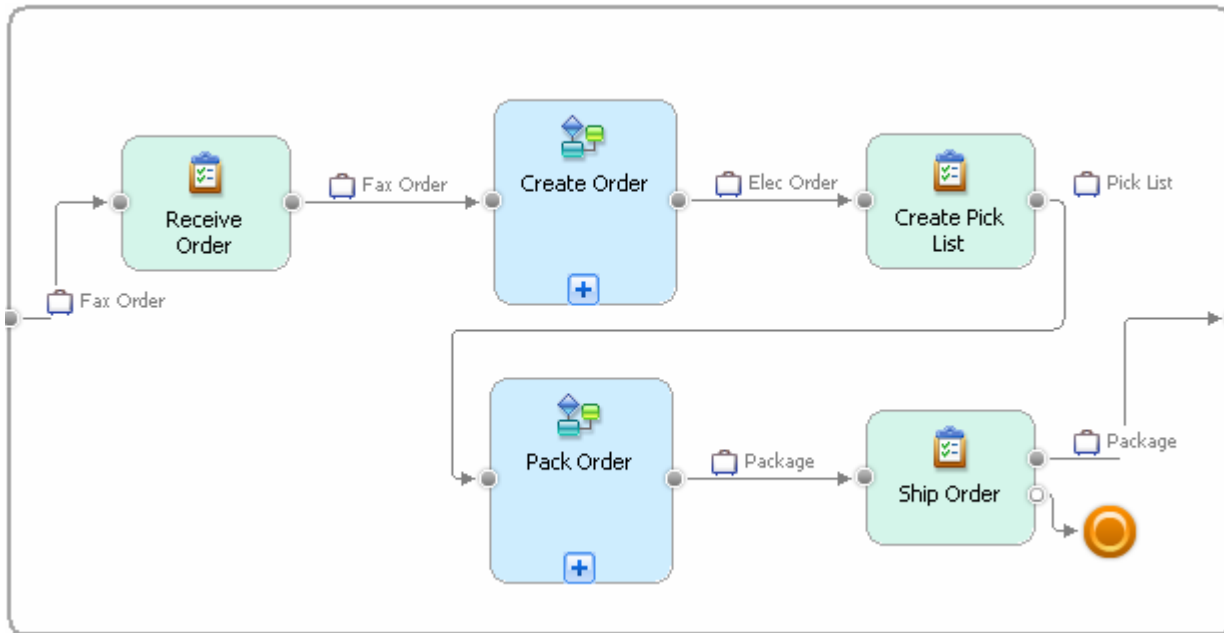 Fax Order
Receive
Order
Fax Order
Create Order
Elec Order
Create Pick
List
Pick List
Pack Order
Package
Ship Order
Package